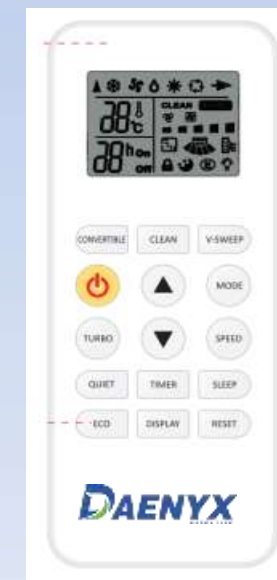 CLEAN
88°c
88h on
off
CONVERTIBLE CLEAN V-SWEEP
MODE
TURBO SPEED
QUIET TIMER SLEEP
ECO DISPLAY RESET
DAENYX